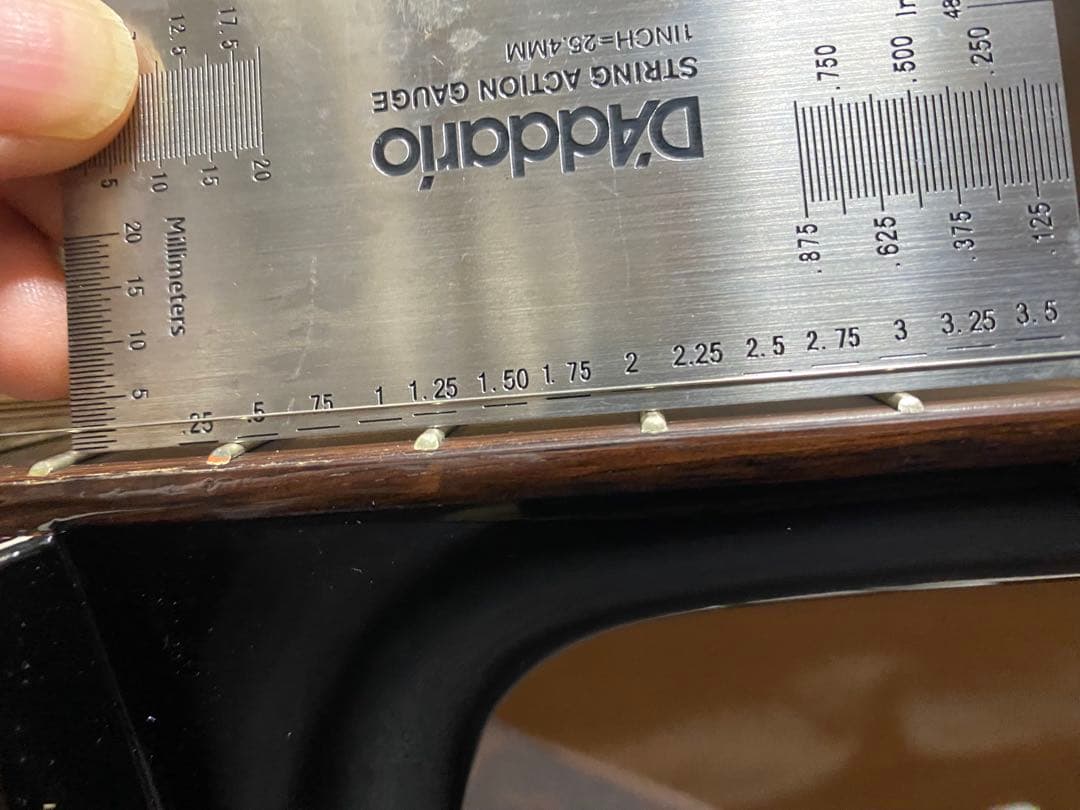 12.5 17.5
5 10 15 20
1INCH=25.4MM
STRING ACTION GAUGE
D'Addario
20
15
10
5
Millimeters
48
.750 .500 .250
.875 .625 .375 .125
.25 .5 .75 1 1.25 1.50 1.75 2 2.25 2.5 2.75 3 3.25 3.5